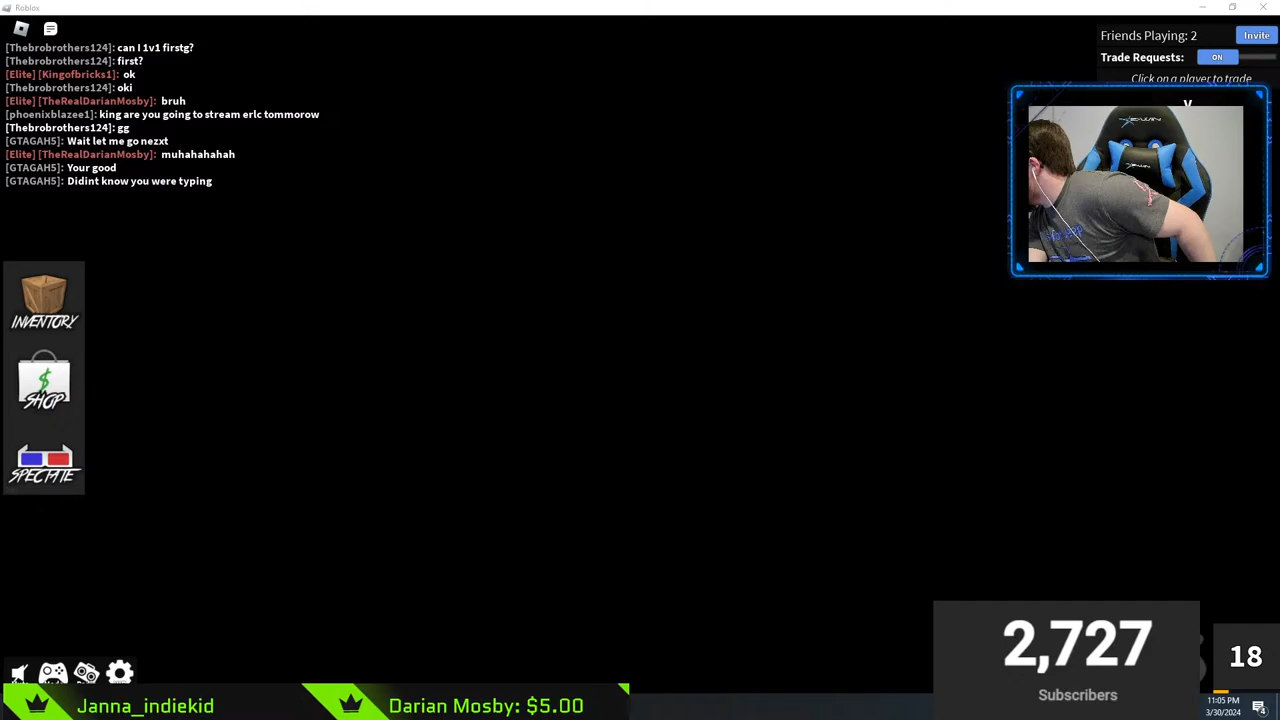 Roblox
[Thebrobrothers124]: can I 1v1 firstg?
[Thebrobrothers124]: first?
[Elite] [Kingofbricks1]: ok
[Thebrobrothers124]: oki
[Elite] [TheRealDarianMosby]: bruh
[phoenixblazee1]: king are you going to stream erlc tommorow
[Thebrobrothers124]: gg
[GTAGAH5]: Wait let me go nezxt
[Elite] [TheRealDarianMosby]: muhahahahah
[GTAGAH5]: Your good
[GTAGAH5]: Didint know you were typing
Friends Playing: 2
Invite
Trade Requests:
ON
Click on a player to trade
V
EWIN
EWIN
INVENTORY
$
SHOP
SPECTATE
Janna_indiekid
Darian Mosby: $5.00
2,727
Subscribers
18
11:05 PM
3/30/2024
4